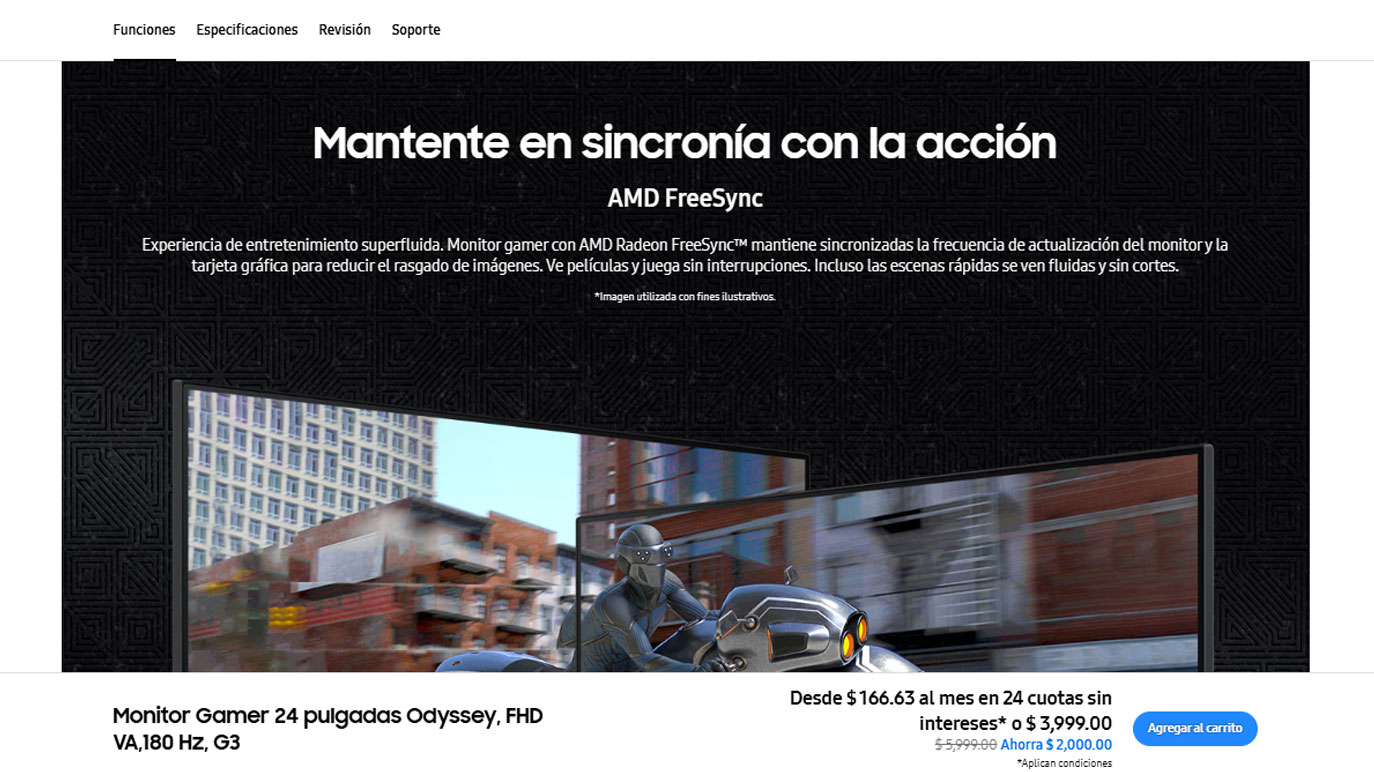 Funciones Especificaciones Revisión Soporte
Mantente en sincronía con la acción
AMD FreeSync
Experiencia de entretenimiento superfluida. Monitor gamer con AMD Radeon FreeSync™ mantiene sincronizadas la frecuencia de actualización del monitor y la
tarjeta gráfica para reducir el rasgado de imágenes. Ve películas y juega sin interrupciones. Incluso las escenas rápidas se ven fluidas y sin cortes.
*Imagen utilizada con fines ilustrativos.
Monitor Gamer 24 pulgadas Odyssey, FHD
VA,180 Hz, G3
Desde $ 166.63 al mes en 24 cuotas sin
intereses* o $ 3,999.00
$ 5,999.00 Ahorra $ 2,000.00
*Aplican condiciones
Agregar al carrito